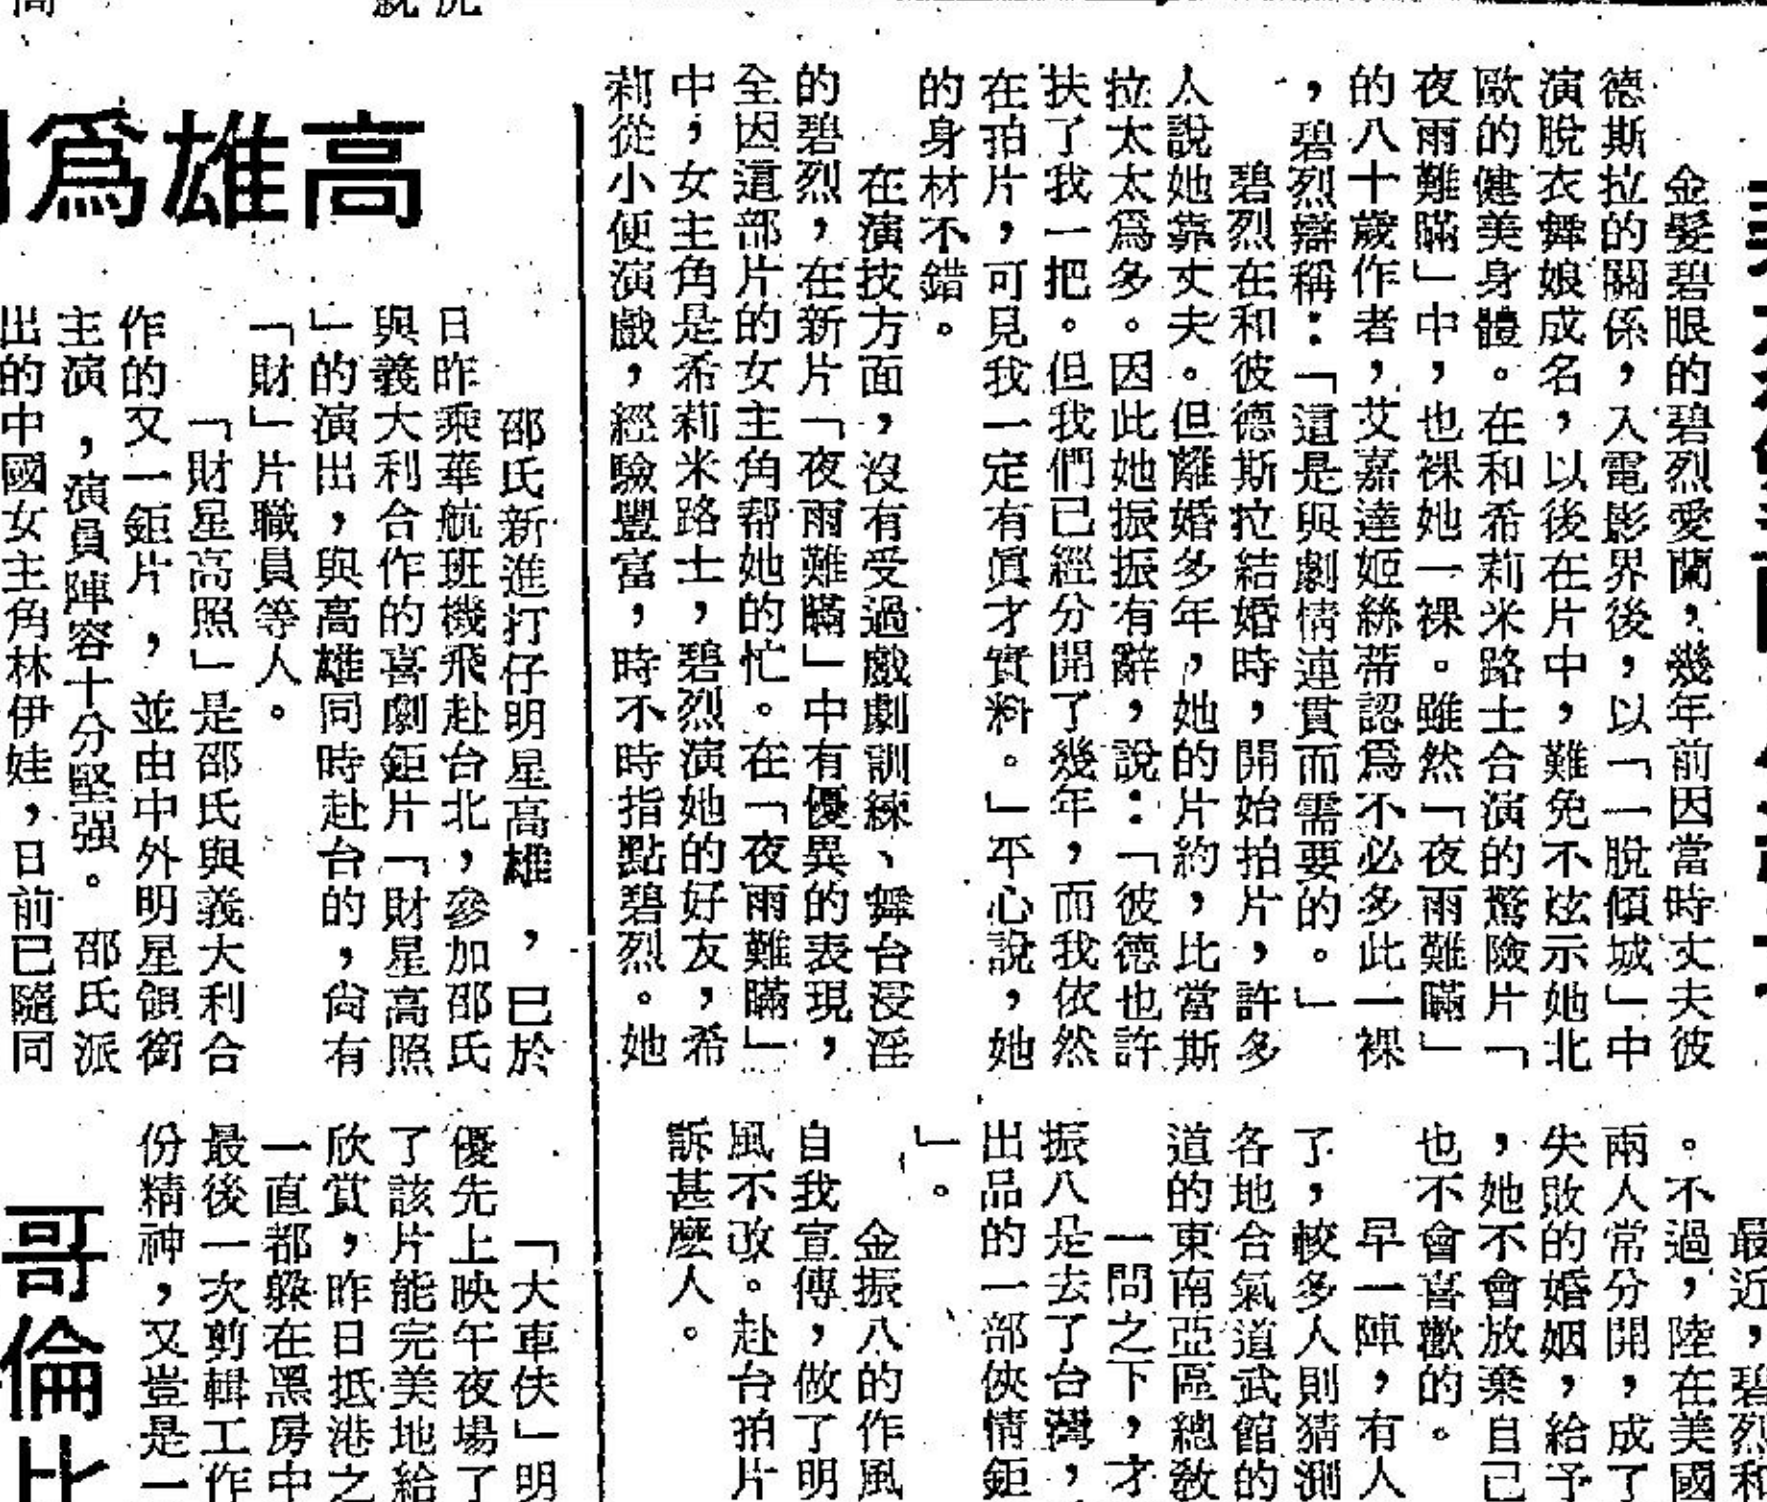 金髮碧眼的碧烈愛蘭，幾年前因當時丈夫彼
德斯拉的關係，入電影界後，以「一脫傾城」中
演脫衣舞娘成名，以後在片中，難免不炫示她北
歐的健美身體。在和希莉米路士合演的驚險片「
夜雨難瞞」中，也裸她一裸。雖然「夜雨難瞞」
的八十歲作者，艾嘉達姬絲蒂認爲不必多此一裸
，碧烈辯稱：「這是與劇情連貫而需要的。」
碧烈在和彼德斯拉結婚時，開始拍片，許多
人說她靠丈夫。但離婚多年，她的片約，比當斯
拉太太爲多。因此她振振有辭，說：「彼德也許
扶了我一把。但我們已經分開了幾年，而我依然
在拍片，可見我一定有眞才實料。」平心說，她
的身材不錯。
在演技方面，沒有受過戲劇訓練、舞台浸淫
的碧烈，在新片「夜雨難瞞」中有優異的表現，
全因這部片的女主角帮她的忙。在「夜雨難瞞」
中，女主角是希莉米路士，碧烈演她的好友，希
莉從小便演戲，經驗豐富，時不時指點碧烈。她
最近，碧烈和
。不過，陸在美國
兩人常分開，成了
失敗的婚姻，給予
，她不會放棄自己
也不會喜歡的。
早一陣，有人
了，較多人則猜測
各地合氣道武館的
道的東南亞區總教
一問之下，才
振八是去了台灣，
出品的一部俠情鉅
」。
金振八的作風
自我宣傳，做了明
風不改。赴台拍片
訴甚麽人。
高雄爲
邵氏新進打仔明星高雄，已於
日昨乘華航班機飛赴台北，參加邵氏
與義大利合作的喜劇鉅片「財星高照
」的演出，與高雄同時赴台的，尙有
「財」片職員等人。
「財星高照」是邵氏與義大利合
作的又一鉅片，並由中外明星領銜
主演，演員陣容十分堅强。邵氏派
出的中國女主角林伊娃，日前已隨同
「大車俠」明
優先上映午夜場了
了該片能完美地給
欣賞，昨日抵港之
一直都躱在黑房中
最後一次剪輯工作
份精神，又豈是一
哥倫比